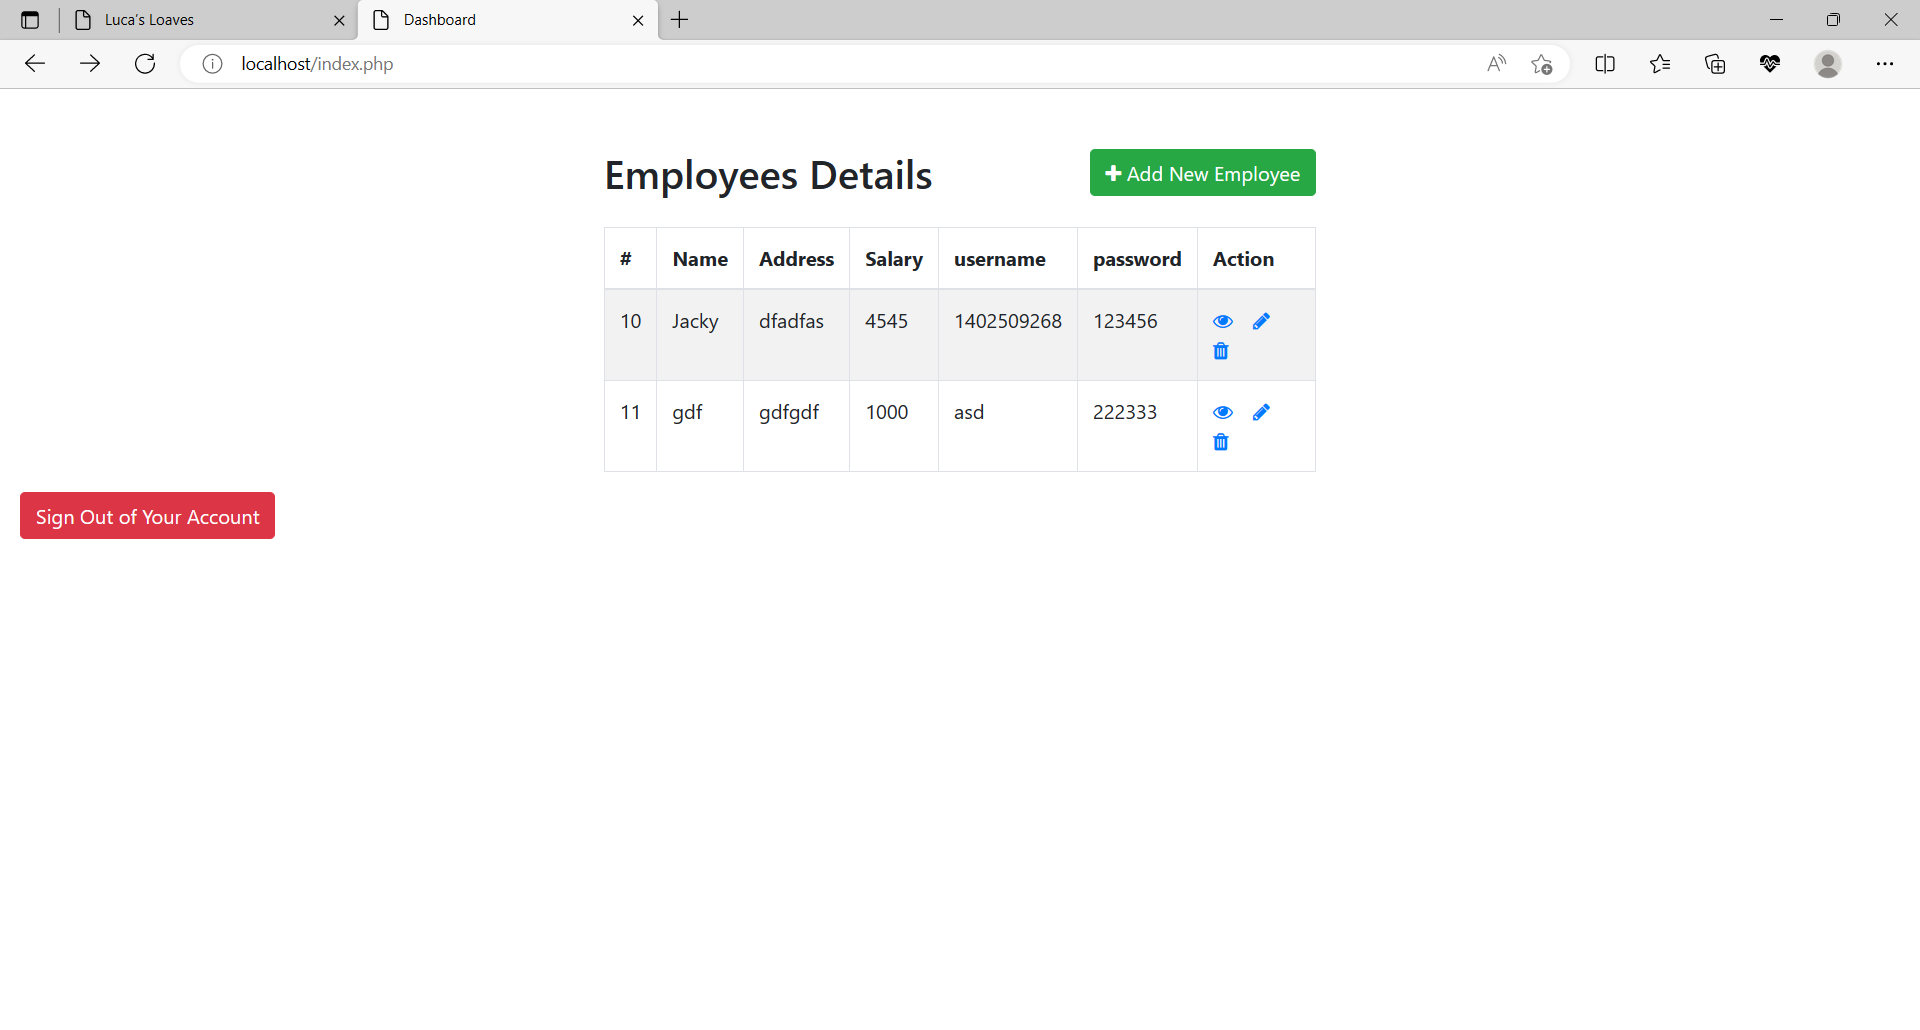 Luca's Loaves
Dashboard
localhost/index.php
Employees Details
Add New Employee
# Name Address Salary username password Action
10 Jacky dfadfas 4545 1402509268 123456
11 gdf gdfgdf 1000 asd 222333
Sign Out of Your Account